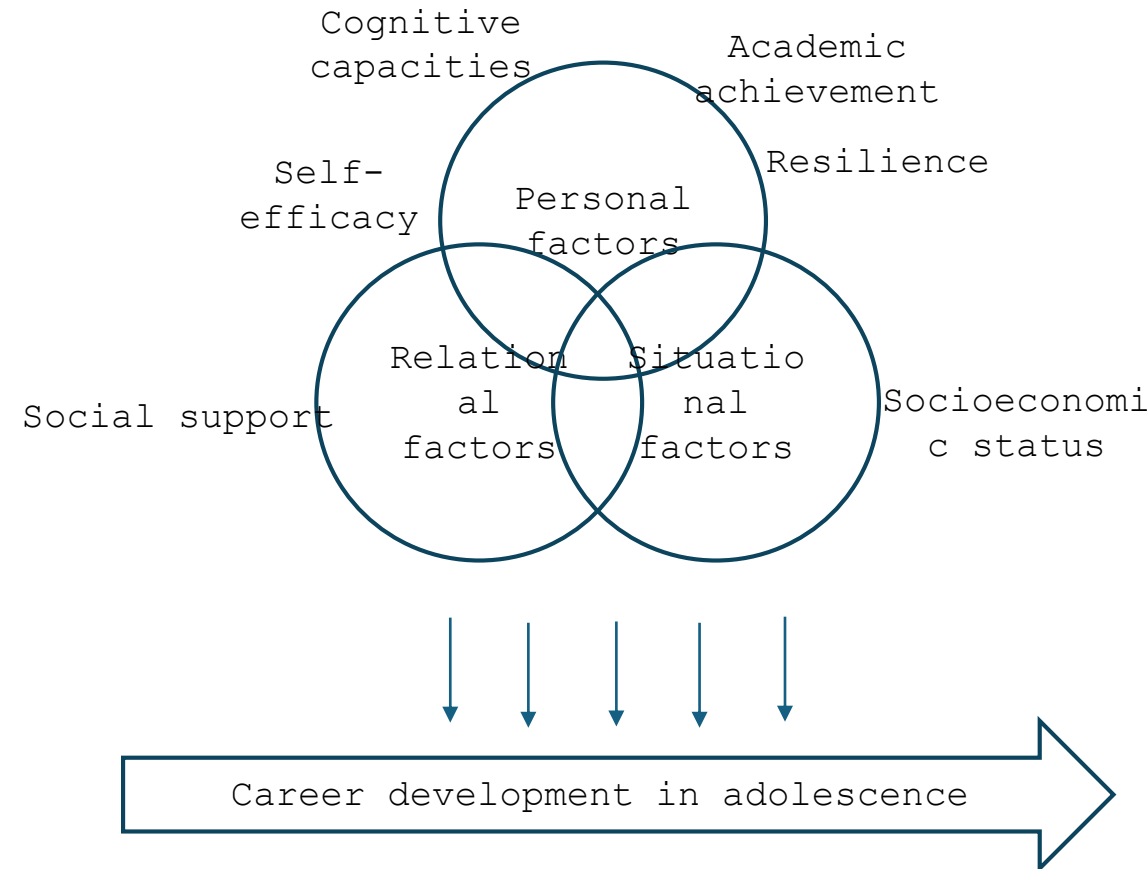 Cognitive
capacities
Academic
achievement
Self-
efficacy
Resilience
Personal
factors
Social support
Relation
al
factors
Situatio
nal
factors
Socioeconomi
c status
Career development in adolescence